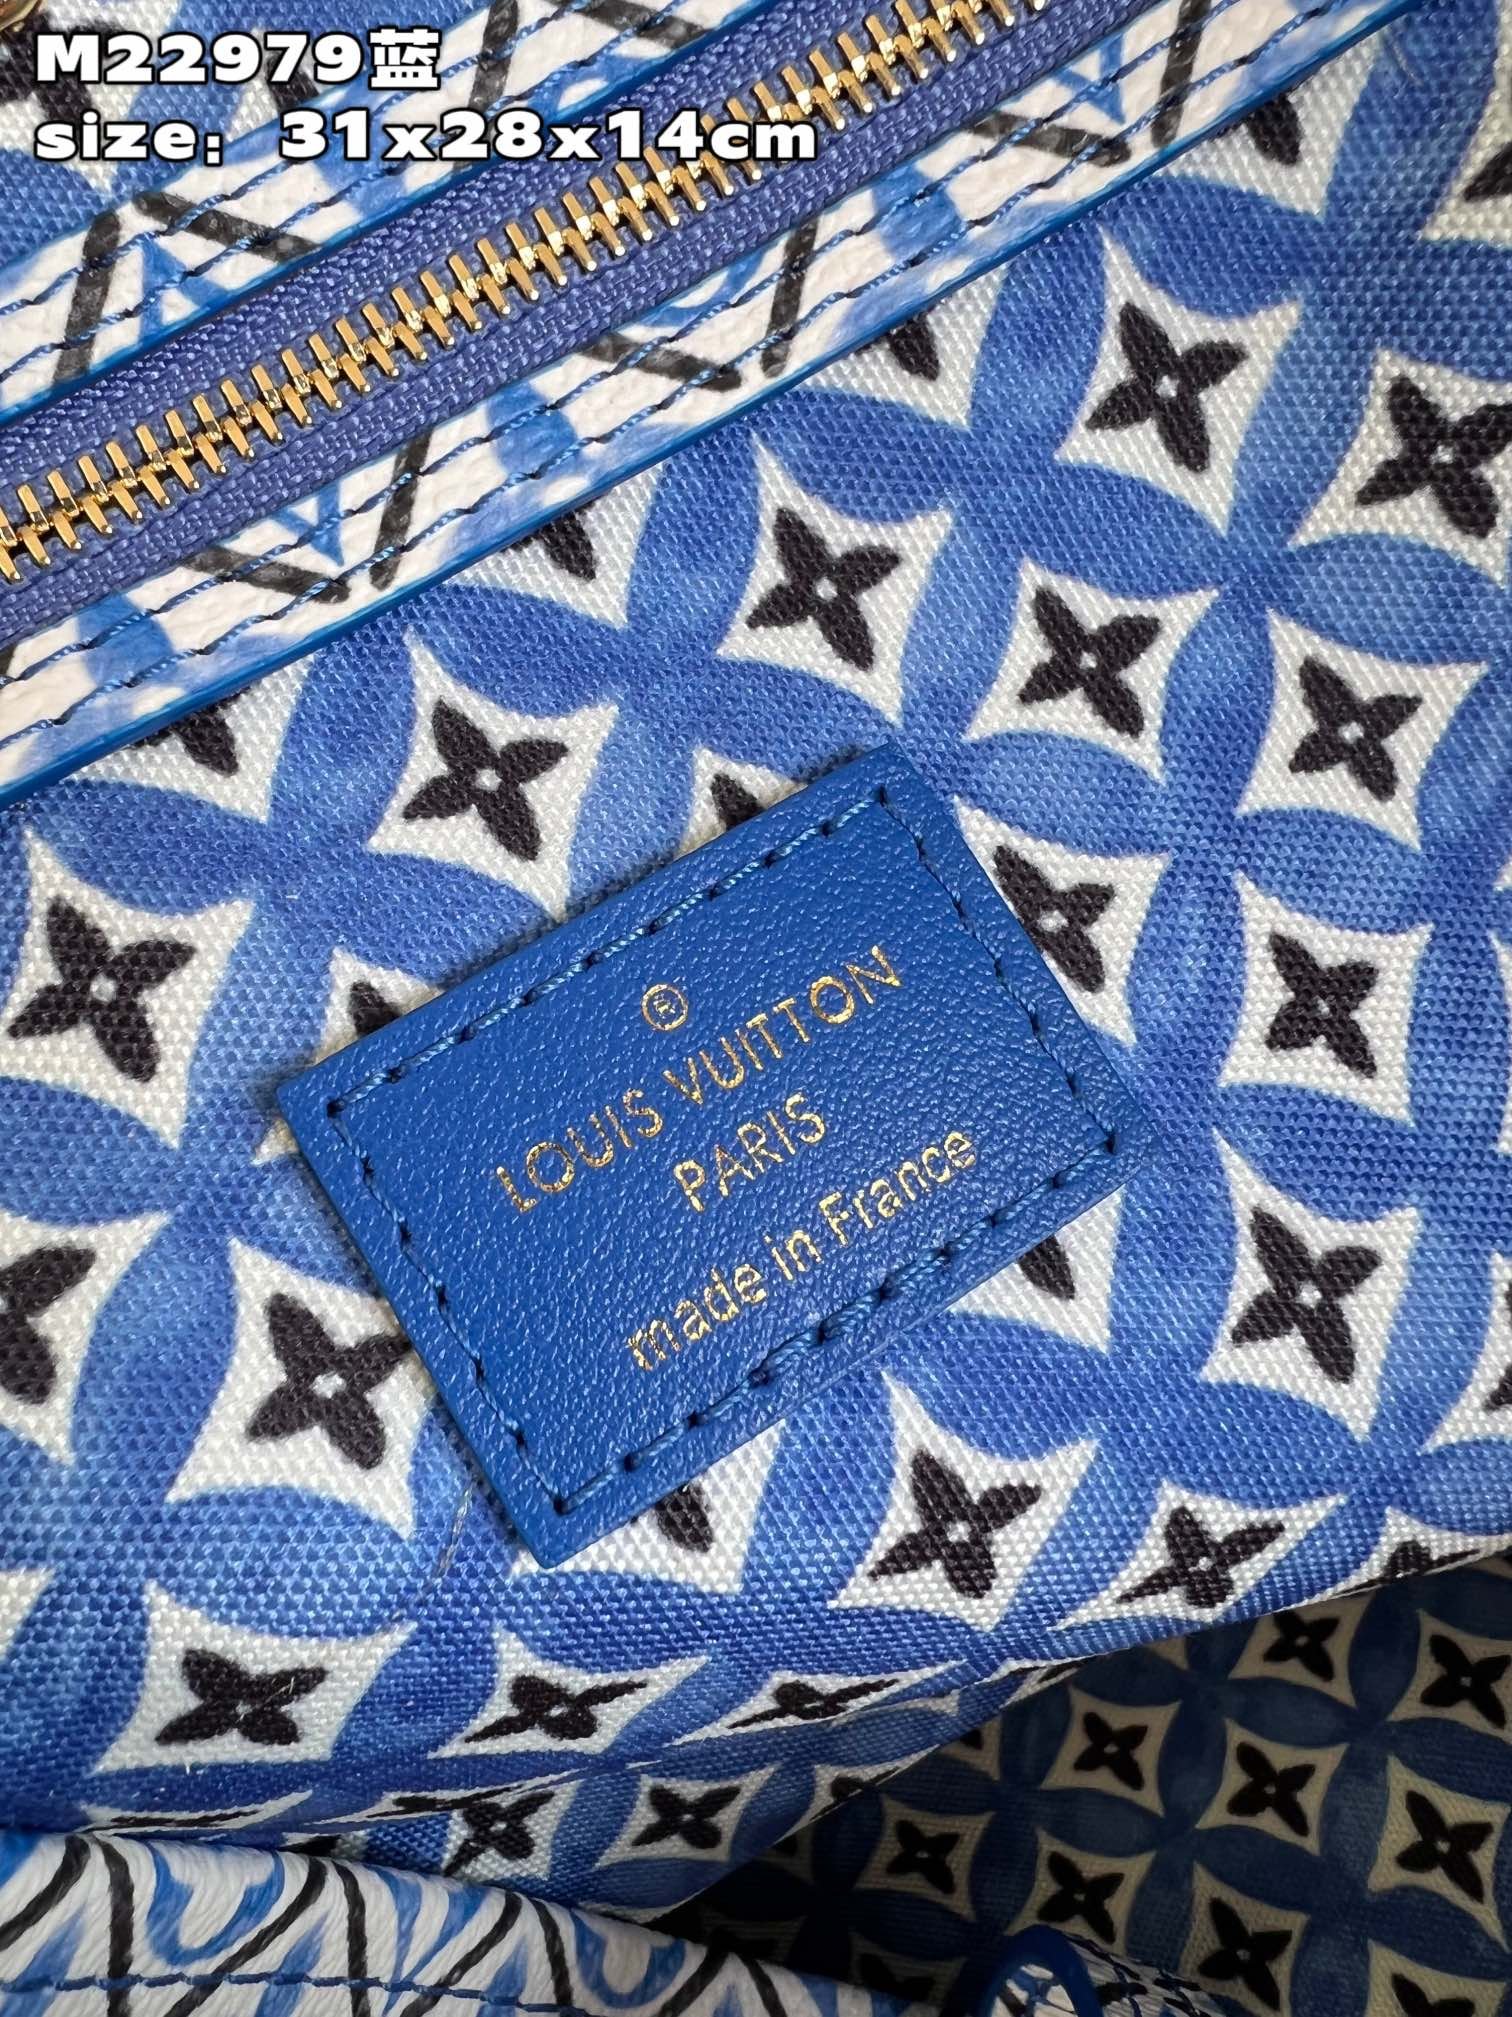 M22979蓝
size：31x28x14cm
®
LOUIS VUITTON
PARIS
made in France